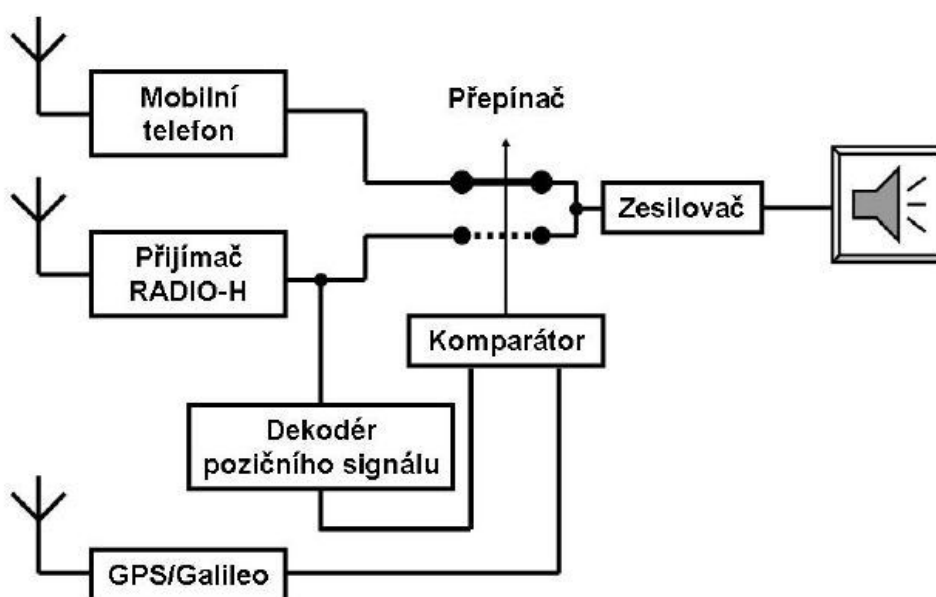 Mobilní
telefon
Přepínač
Zesilovač
Přijímač
RADIO-H
Komparátor
Dekodér
pozičního signálu
GPS/Galileo